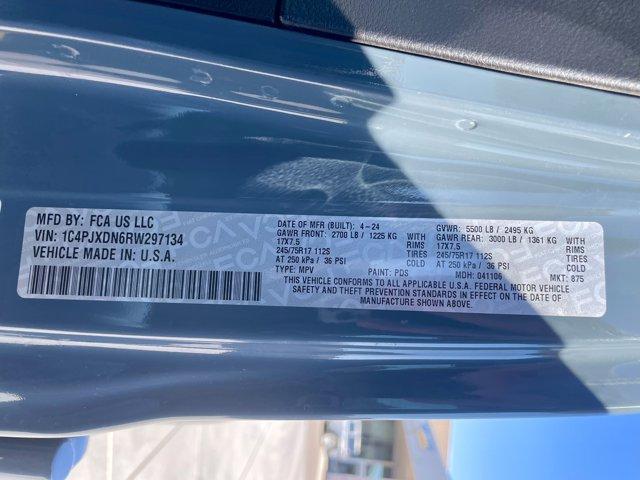 MFD BY: FCA US LLC
VIN: 1C4PJXDN6RW297134
VEHICLE MADE IN: U.S.A.
DATE OF MFR (BUILT): 4-24
GAWR FRONT: 2700 LB / 1225 KG WITH
17X7.5 RIMS
245/75R17 112S TIRES
AT 250 kPa / 36 PSI COLD
TYPE: MPV PAINT: PDS
GVWR: 5500 LB / 2495 KG
GAWR REAR: 3000 LB / 1361 KG WITH
17X7.5 RIMS
245/75R17 112S TIRES
AT 250 kPa / 36 PSI COLD
MDH: 041106 MKT: 875
THIS VEHICLE CONFORMS TO ALL APPLICABLE U.S.A. FEDERAL MOTOR VEHICLE
SAFETY AND THEFT PREVENTION STANDARDS IN EFFECT ON THE DATE OF
MANUFACTURE SHOWN ABOVE.